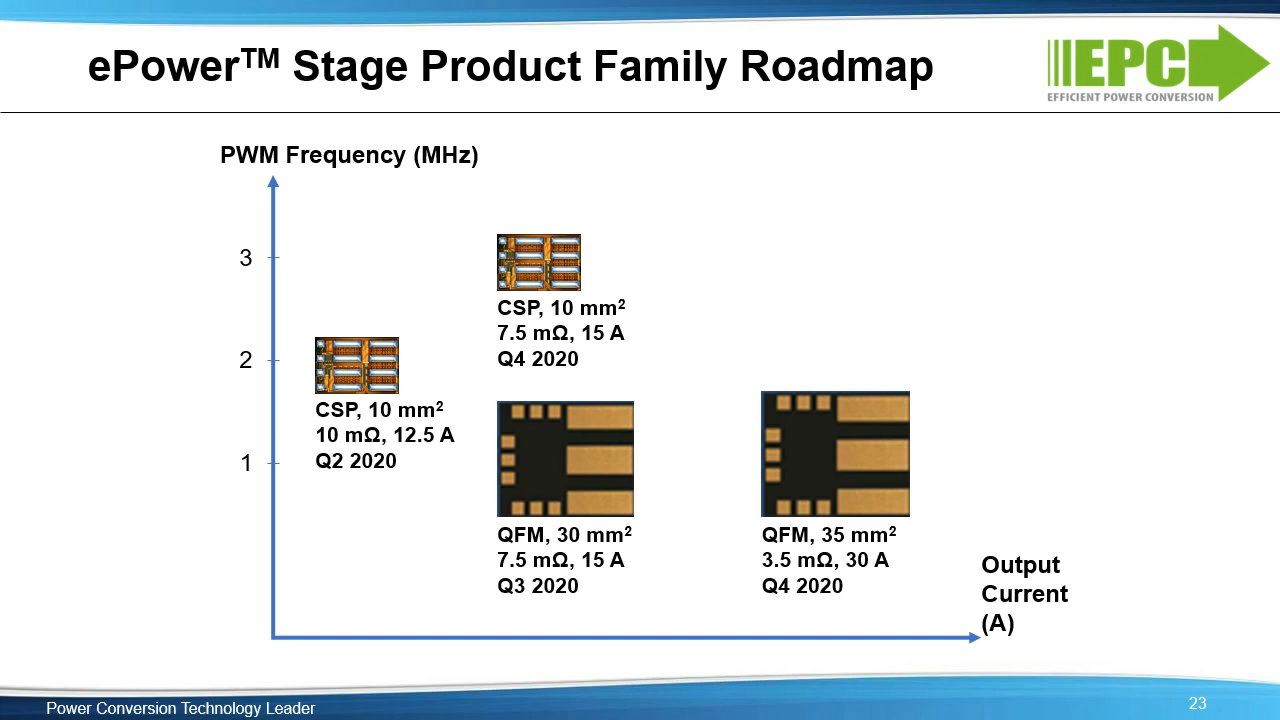 ePower™ Stage Product Family Roadmap
EPC
EFFICIENT POWER CONVERSION
PWM Frequency (MHz)
3
2
1
CSP, 10 mm²
7.5 mΩ, 15 A
Q4 2020
CSP, 10 mm²
10 mΩ, 12.5 A
Q2 2020
QFM, 30 mm²
7.5 mΩ, 15 A
Q3 2020
QFM, 35 mm²
3.5 mΩ, 30 A
Q4 2020
Output
Current
(A)
Power Conversion Technology Leader
23